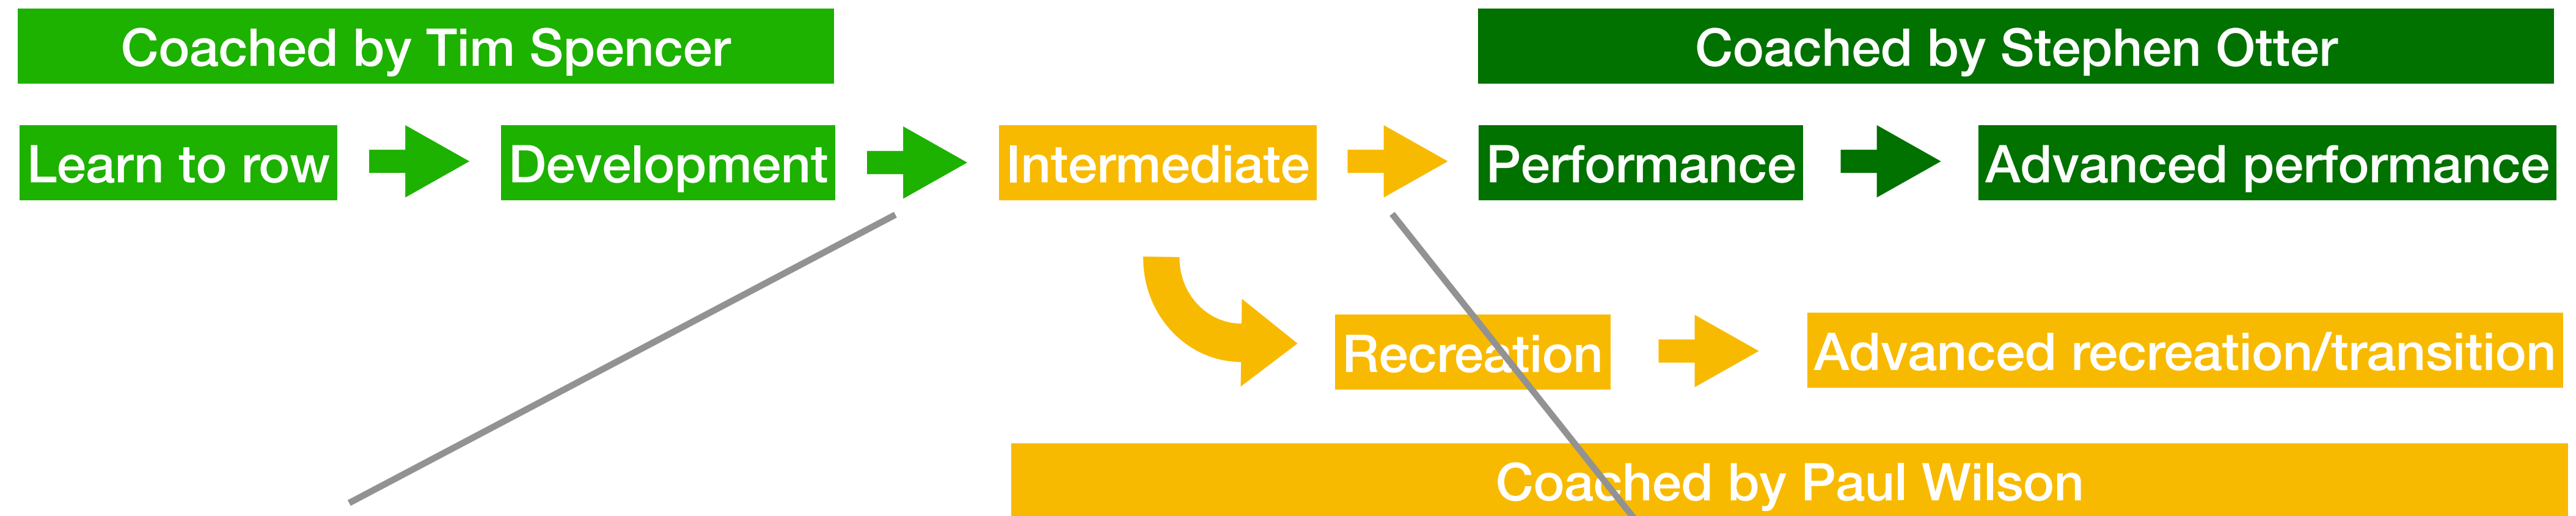 Coached by Tim Spencer
Coached by Stephen Otter
Learn to row
Development
Intermediate
Performance
Advanced performance
Recreation
Advanced recreation/transition
Coached by Paul Wilson